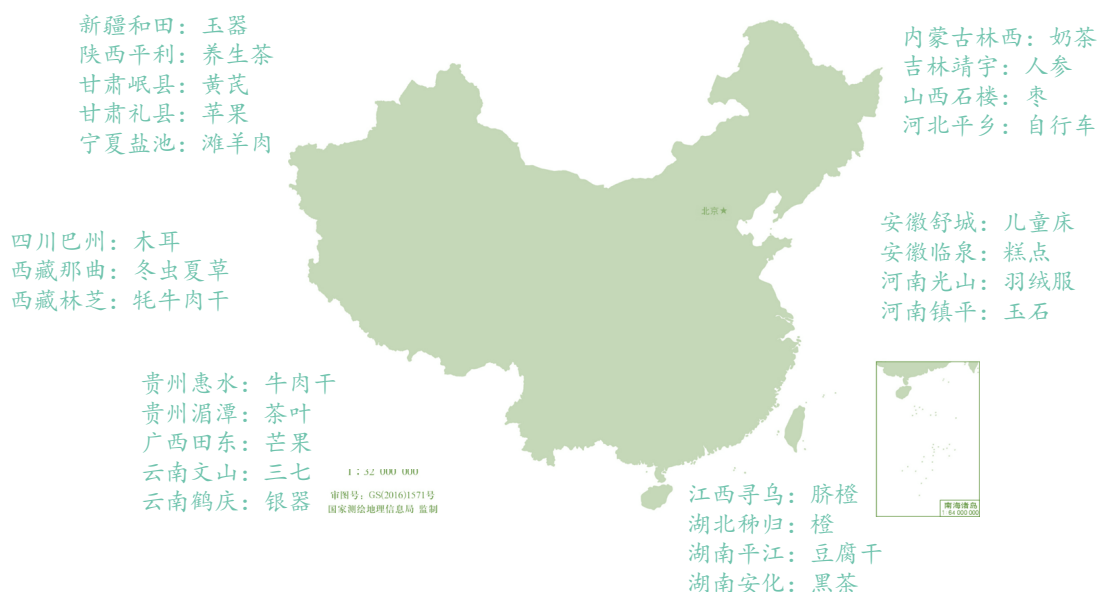 新疆和田：玉器
陕西平利：养生茶
甘肃岷县：黄芪
甘肃礼县：苹果
宁夏盐池：滩羊肉
内蒙古林西：奶茶
吉林靖宇：人参
山西石楼：枣
河北平乡：自行车
北京★
四川巴州：木耳
西藏那曲：冬虫夏草
西藏林芝：牦牛肉干
安徽舒城：儿童床
安徽临泉：糕点
河南光山：羽绒服
河南镇平：玉石
贵州惠水：牛肉干
贵州湄潭：茶叶
广西田东：芒果
云南文山：三七
云南鹤庆：银器
1：32 000 000
审图号：GS(2016)1571号
国家测绘地理信息局 监制
江西寻乌：脐橙
湖北秭归：橙
湖南平江：豆腐干
湖南安化：黑茶
南海诸岛
1：64 000 000